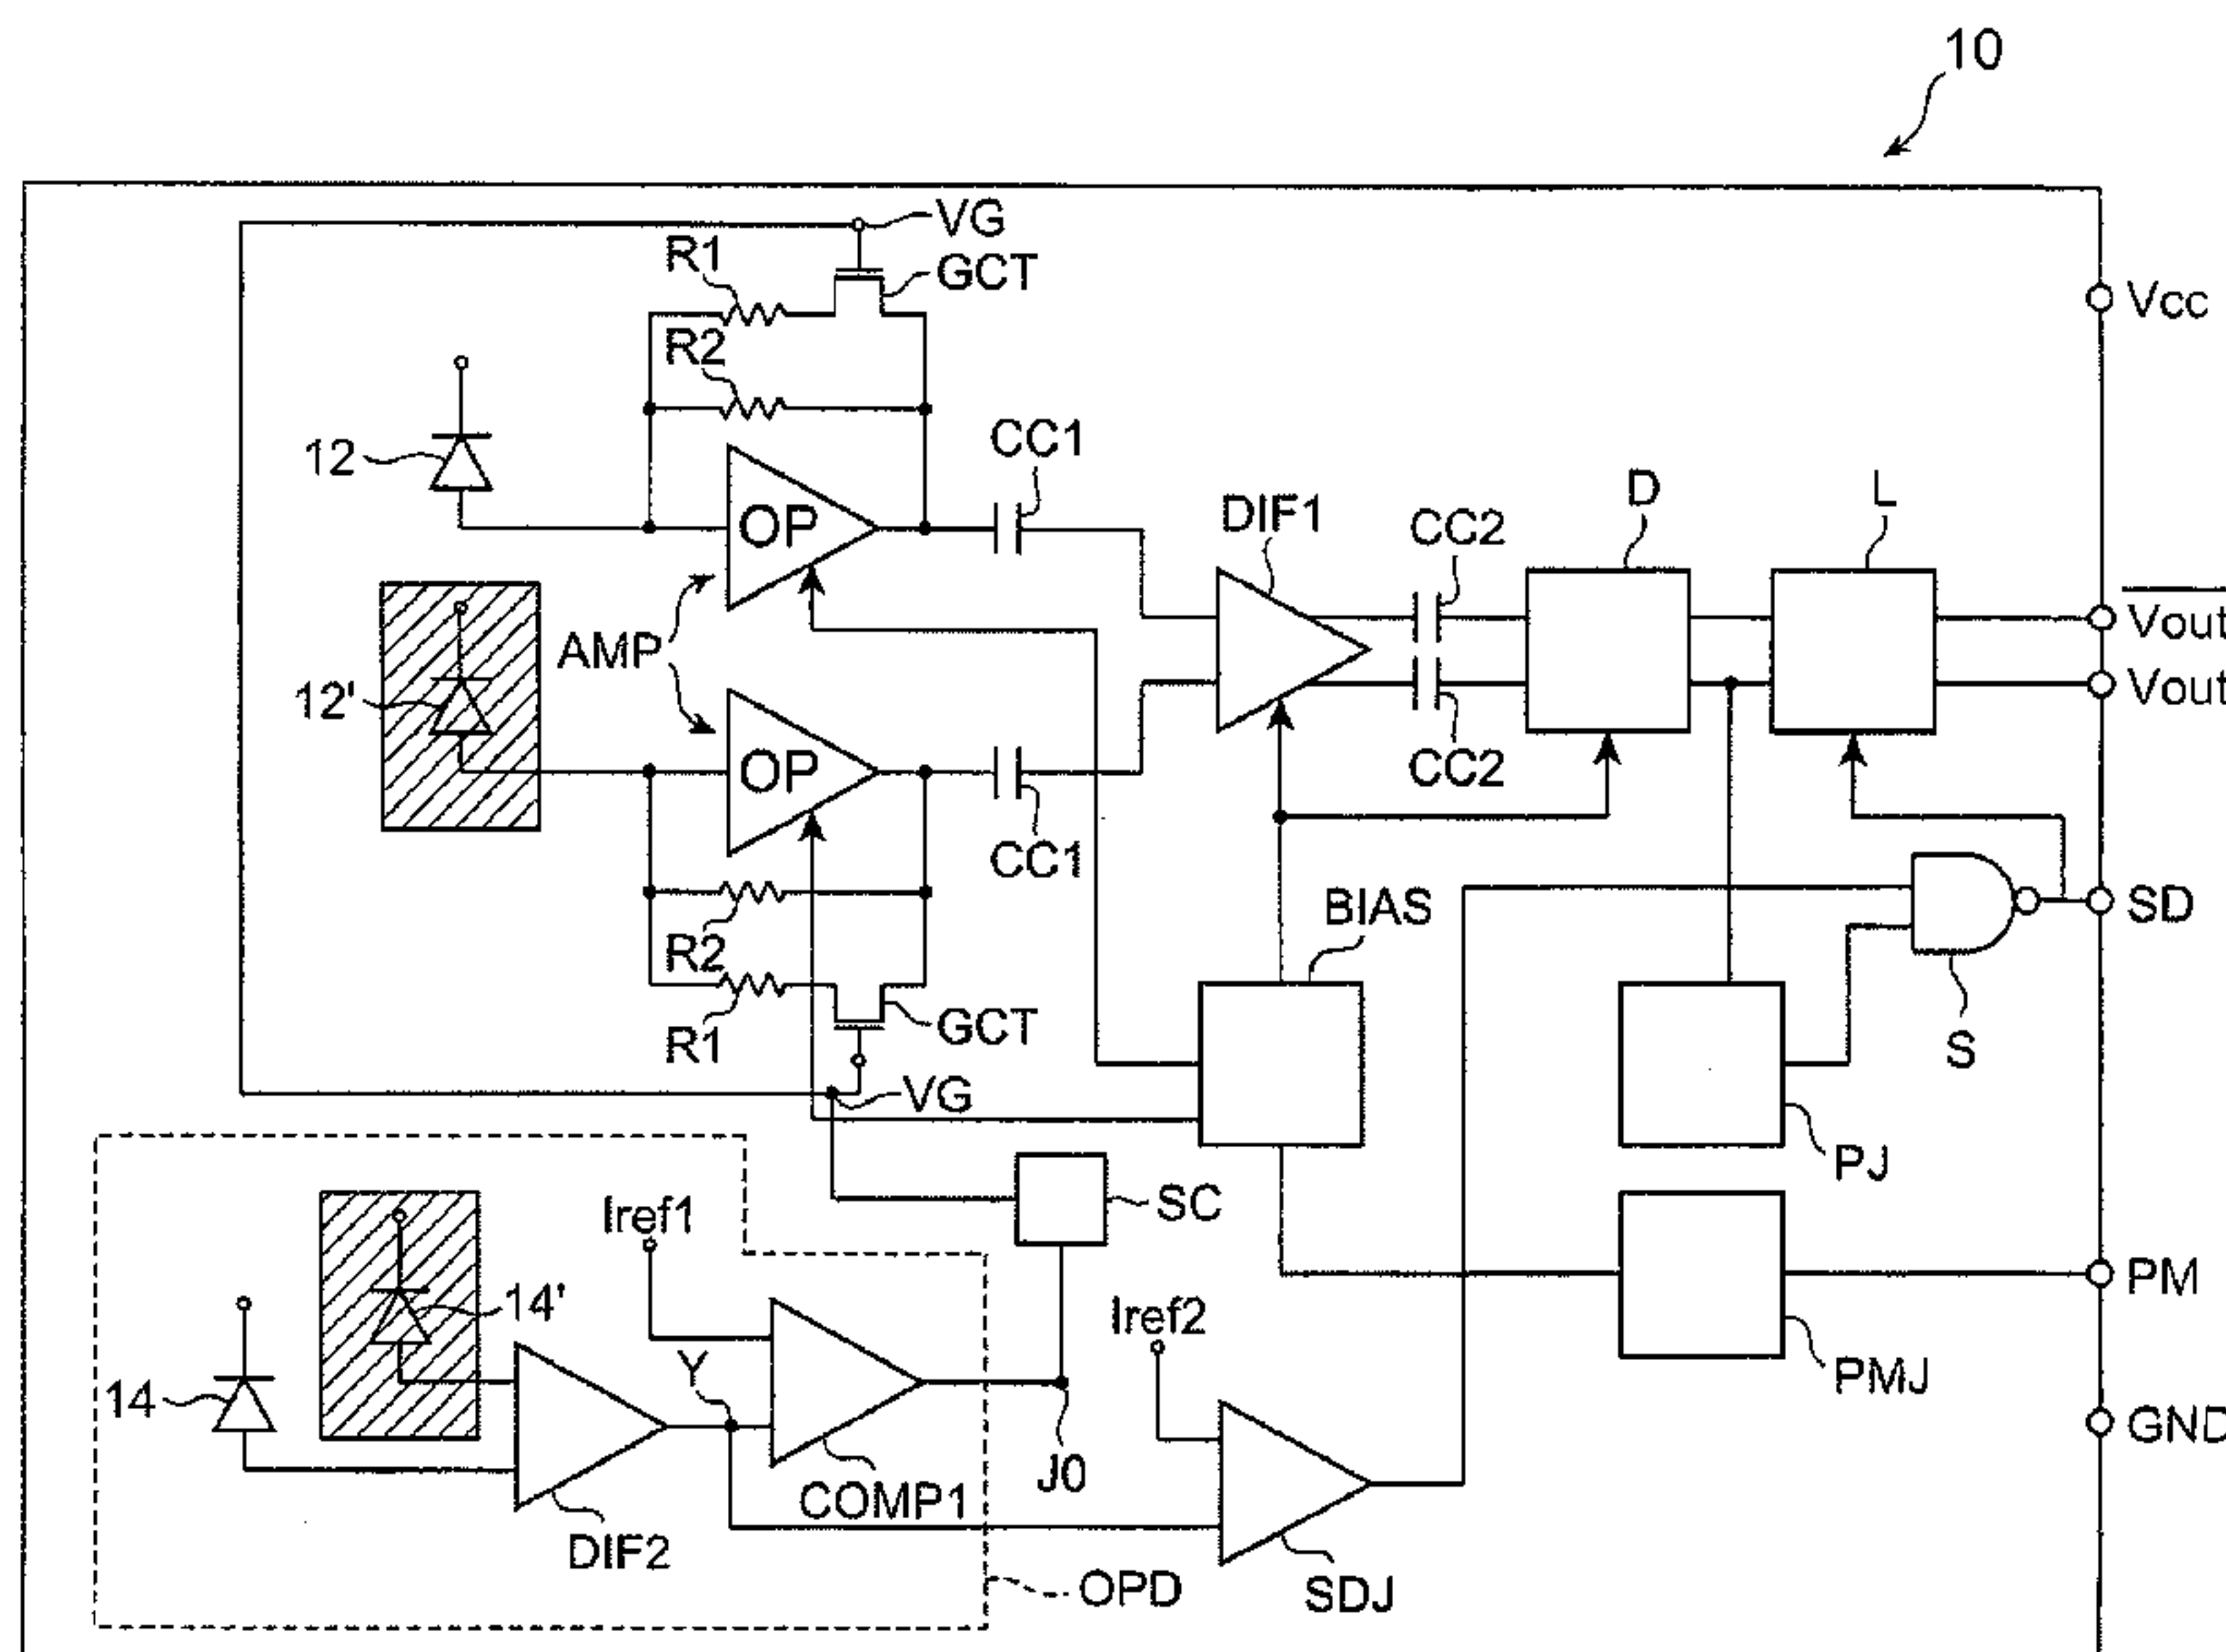 10
VG
R1
GCT
Vcc
R2
12
CC1
OP
D
L
DIF1
CC2
Vout
AMP
12'
Vout
OP
CC2
CC1
BIAS
SD
R2
GCT
R1
S
VG
PJ
SC
Iref1
PM
14'
Iref2
Y
PMJ
14
GND
J0
COMP1
DIF2
OPD
SDJ